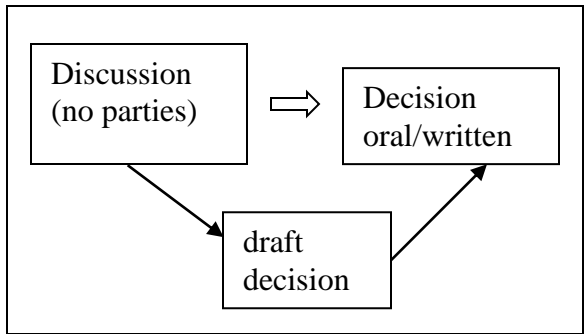 Discussion
(no parties)
Decision
oral/written
draft
decision